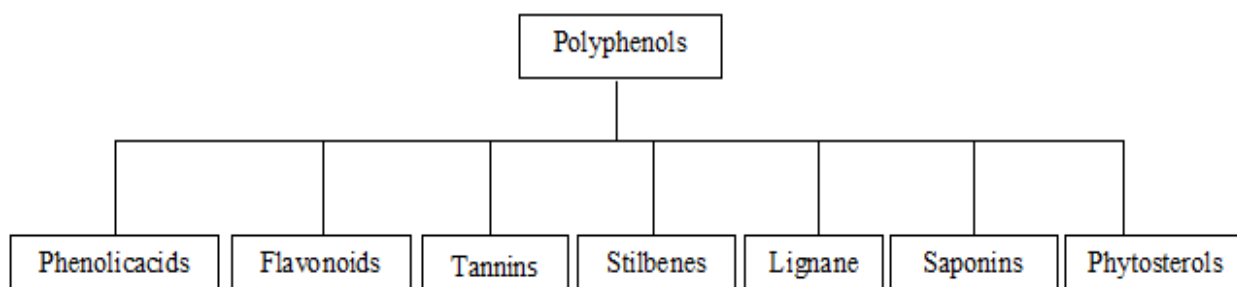 Polyphenols
Phenolicacids
Flavonoids
Tannins
Stilbenes
Lignane
Saponins
Phytosterols